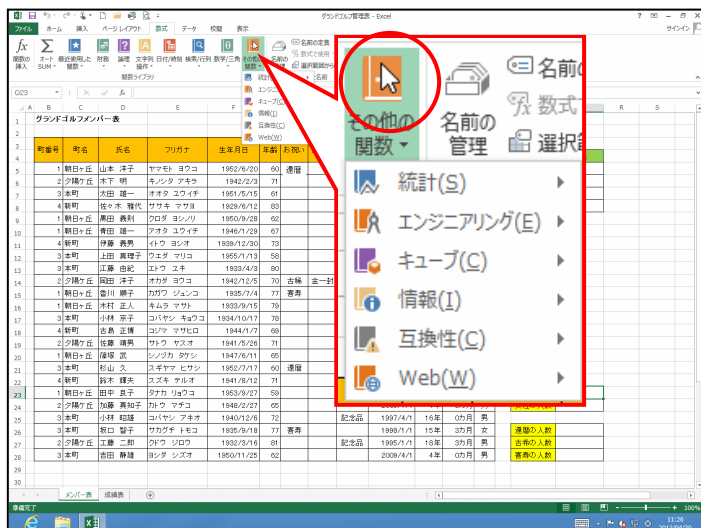 グランドゴルフ管理表 - Excel
サインイン
ファイル ホーム 挿入 ページ レイアウト 数式 データ 校閲 表示
関数の挿入 オート SUM 最近使用した関数 財務 論理 文字列操作 日付/時刻 検索/行列 数学/三角 その他の関数 名前の管理
名前の定義
数式で使用
選択範囲から
関数ライブラリ
統計(S)
エンジニアリング(E)
キューブ(C)
情報(I)
互換性(C)
Web(W)
その他の関数
名前の管理
数式
選択範
Q23
A B C D E F R S
グランドゴルフメンバー表
町番号 町名 氏名 フリガナ 生年月日 年齢 お祝い
1 朝日ヶ丘 山本 洋子 ヤマモト ヨウコ 1952/6/20 60 還暦
2 夕陽ケ丘 木下 明 キノシタ アキラ 1942/2/3 71
3 本町 太田 雄一 オオタ ユウイチ 1951/5/15 61
4 新町 佐々木 雅代 ササキ マサヨ 1929/6/12 83
1 朝日ヶ丘 黒田 義則 クロダ ヨシノリ 1950/9/28 62
1 朝日ヶ丘 青田 雄一 アオタ ユウイチ 1946/1/29 67
4 新町 伊藤 義男 イトウ ヨシオ 1939/12/30 73
3 本町 上田 真理子 ウエダ マリコ 1955/1/13 58
3 本町 工藤 由紀 エトウ ユキ 1933/4/3 80
2 夕陽ケ丘 岡田 洋子 オカダ ヨウコ 1942/12/5 70 古稀 金一封
1 朝日ヶ丘 香川 順子 カガワ ジュンコ 1935/7/4 77 喜寿
1 朝日ヶ丘 木村 正人 キムラ マサト 1933/9/15 79
3 本町 小林 京子 コバヤシ キョウコ 1934/10/17 78
4 新町 古島 正博 コジマ マサヒロ 1944/1/7 69
2 夕陽ケ丘 佐藤 靖男 サトウ ヤスオ 1941/5/26 71
1 朝日ヶ丘 篠塚 武 シノヅカ タケシ 1947/6/11 65
3 本町 杉山 久 スギヤマ ヒサシ 1952/7/17 60 還暦
4 新町 鈴木 輝夫 スズキ テルオ 1941/8/12 71
1 朝日ヶ丘 田中 良子 タナカ リョウコ 1953/9/27 59
2 夕陽ケ丘 加藤 真知子 カトウ マチコ 1948/2/27 65
3 本町 小林 昭雄 コバヤシ アキオ 1940/12/6 72 記念品 1997/4/1 16年 0カ月 男
3 本町 坂口 智子 サカグチ トモコ 1935/9/18 77 喜寿 1998/1/1 15年 3カ月 女 還暦の人数
2 夕陽ケ丘 工藤 二郎 クドウ ジロウ 1932/3/16 81 記念品 1995/1/1 18年 3カ月 男 古希の人数
3 本町 吉田 静雄 ヨシダ シズオ 1950/11/25 62 2009/4/1 4年 0カ月 男 喜寿の人数
メンバー表 成績表
準備完了
100%
11:26